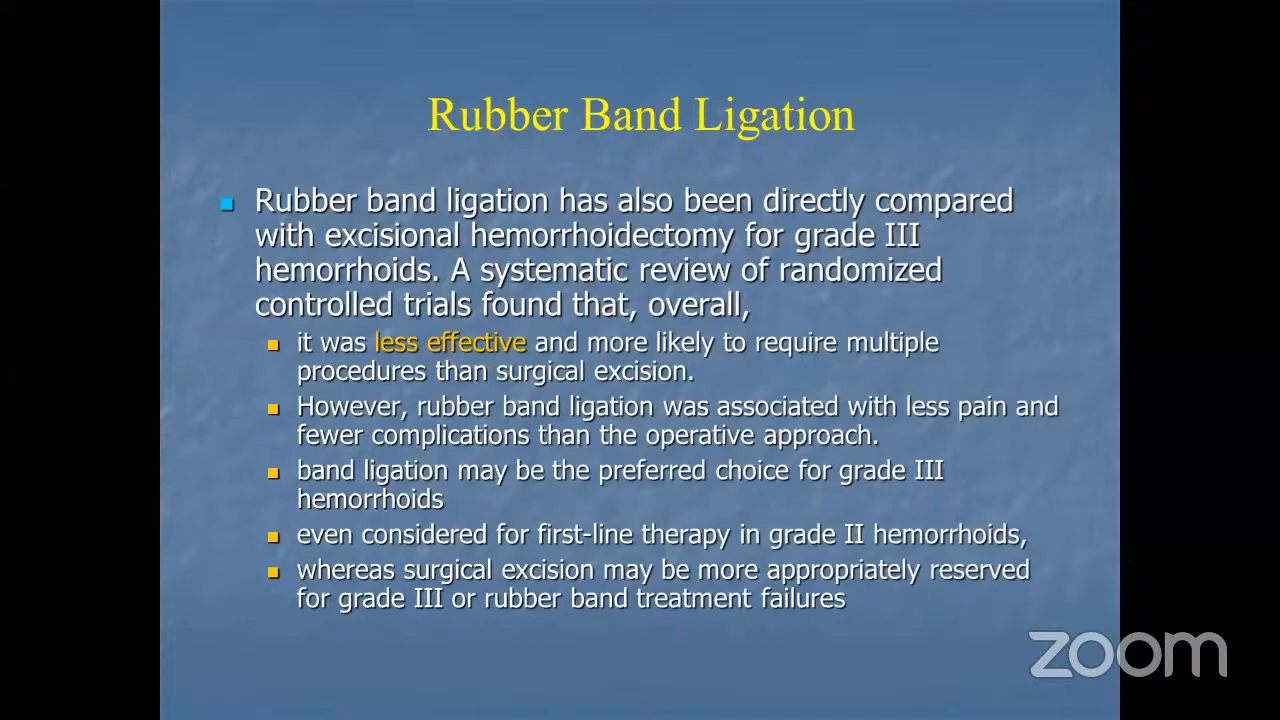 Rubber Band Ligation
Rubber band ligation has also been directly compared
with excisional hemorrhoidectomy for grade III
hemorrhoids. A systematic review of randomized
controlled trials found that, overall,
it was less effective and more likely to require multiple
procedures than surgical excision.
However, rubber band ligation was associated with less pain and
fewer complications than the operative approach.
band ligation may be the preferred choice for grade III
hemorrhoids
even considered for first-line therapy in grade II hemorrhoids,
whereas surgical excision may be more appropriately reserved
for grade III or rubber band treatment failures
zoom